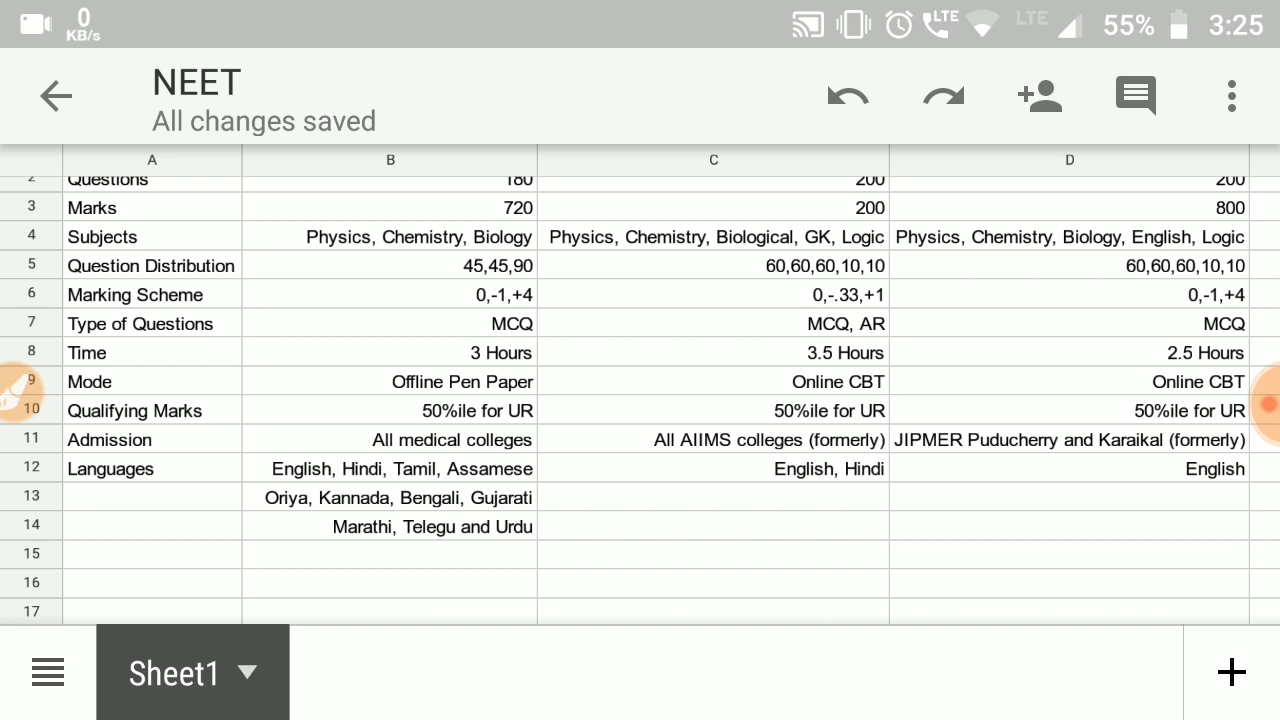 0 KB/s LTE LTE 55% 3:25
NEET
All changes saved
A B C D
2 Questions 180 200 200
3 Marks 720 200 800
4 Subjects Physics, Chemistry, Biology Physics, Chemistry, Biological, GK, Logic Physics, Chemistry, Biology, English, Logic
5 Question Distribution 45,45,90 60,60,60,10,10 60,60,60,10,10
6 Marking Scheme 0,-1,+4 0,-.33,+1 0,-1,+4
7 Type of Questions MCQ MCQ, AR MCQ
8 Time 3 Hours 3.5 Hours 2.5 Hours
9 Mode Offline Pen Paper Online CBT Online CBT
10 Qualifying Marks 50%ile for UR 50%ile for UR 50%ile for UR
11 Admission All medical colleges All AIIMS colleges (formerly) JIPMER Puducherry and Karaikal (formerly)
12 Languages English, Hindi, Tamil, Assamese English, Hindi English
13 Oriya, Kannada, Bengali, Gujarati
14 Marathi, Telegu and Urdu
15
16
17
Sheet1